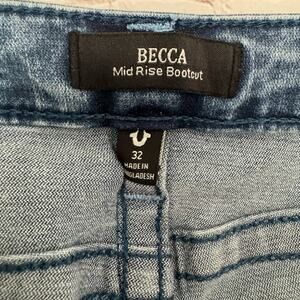 BECCA
Mid Rise Bootcut
32
MADE IN
BANGLADESH